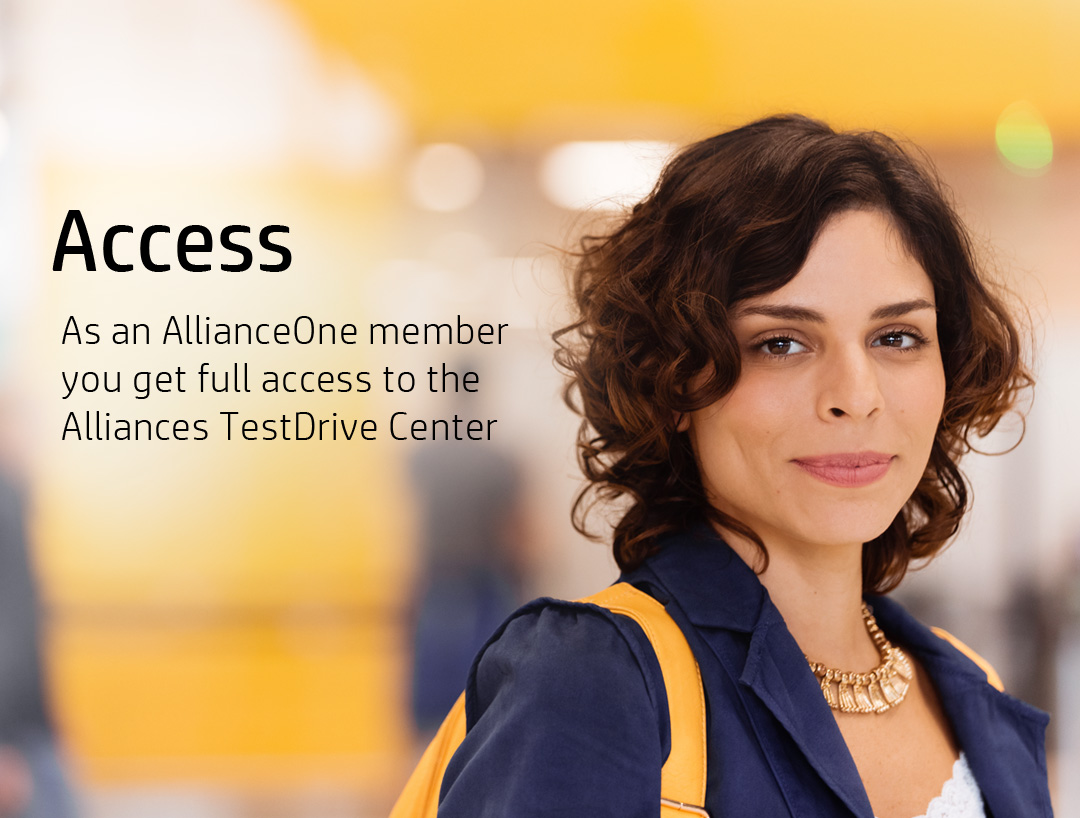 Access
As an AllianceOne member
you get full access to the
Alliances TestDrive Center